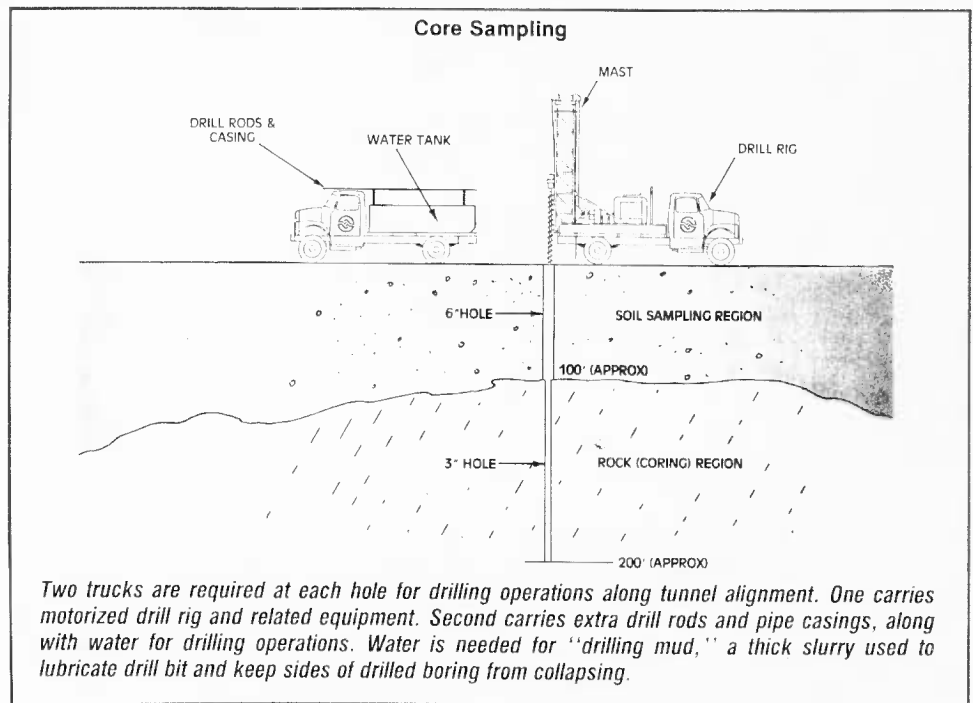 Core Sampling
MAST
DRILL RODS &
CASING
WATER TANK
DRILL RIG
6" HOLE
SOIL SAMPLING REGION
100' (APPROX)
3" HOLE
ROCK (CORING) REGION
200' (APPROX)
Two trucks are required at each hole for drilling operations along tunnel alignment. One carries
motorized drill rig and related equipment. Second carries extra drill rods and pipe casings, along
with water for drilling operations. Water is needed for "drilling mud," a thick slurry used to
lubricate drill bit and keep sides of drilled boring from collapsing.